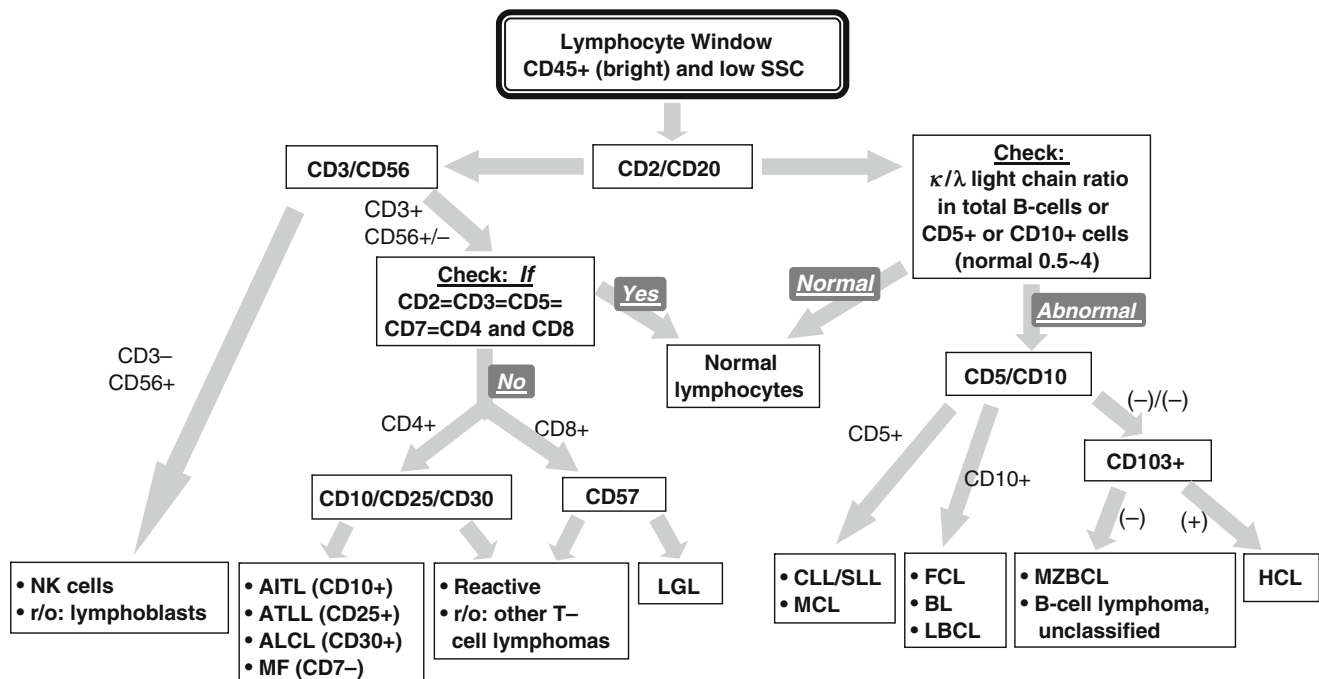 Lymphocyte Window
CD45+ (bright) and low SSC
CD3/CD56
CD2/CD20
Check:
κ/λ light chain ratio
in total B-cells or
CD5+ or CD10+ cells
(normal 0.5~4)
CD3+
CD56+/–
Check: If
CD2=CD3=CD5=
CD7=CD4 and CD8
Yes
Normal
Abnormal
CD3–
CD56+
No
Normal
lymphocytes
CD5/CD10
(–)/(–)
CD4+
CD8+
CD5+
CD10+
CD103+
CD10/CD25/CD30
CD57
(–)
(+)
• NK cells
• r/o: lymphoblasts
• AITL (CD10+)
• ATLL (CD25+)
• ALCL (CD30+)
• MF (CD7–)
• Reactive
• r/o: other T–
cell lymphomas
LGL
• CLL/SLL
• MCL
• FCL
• BL
• LBCL
• MZBCL
• B-cell lymphoma,
unclassified
HCL